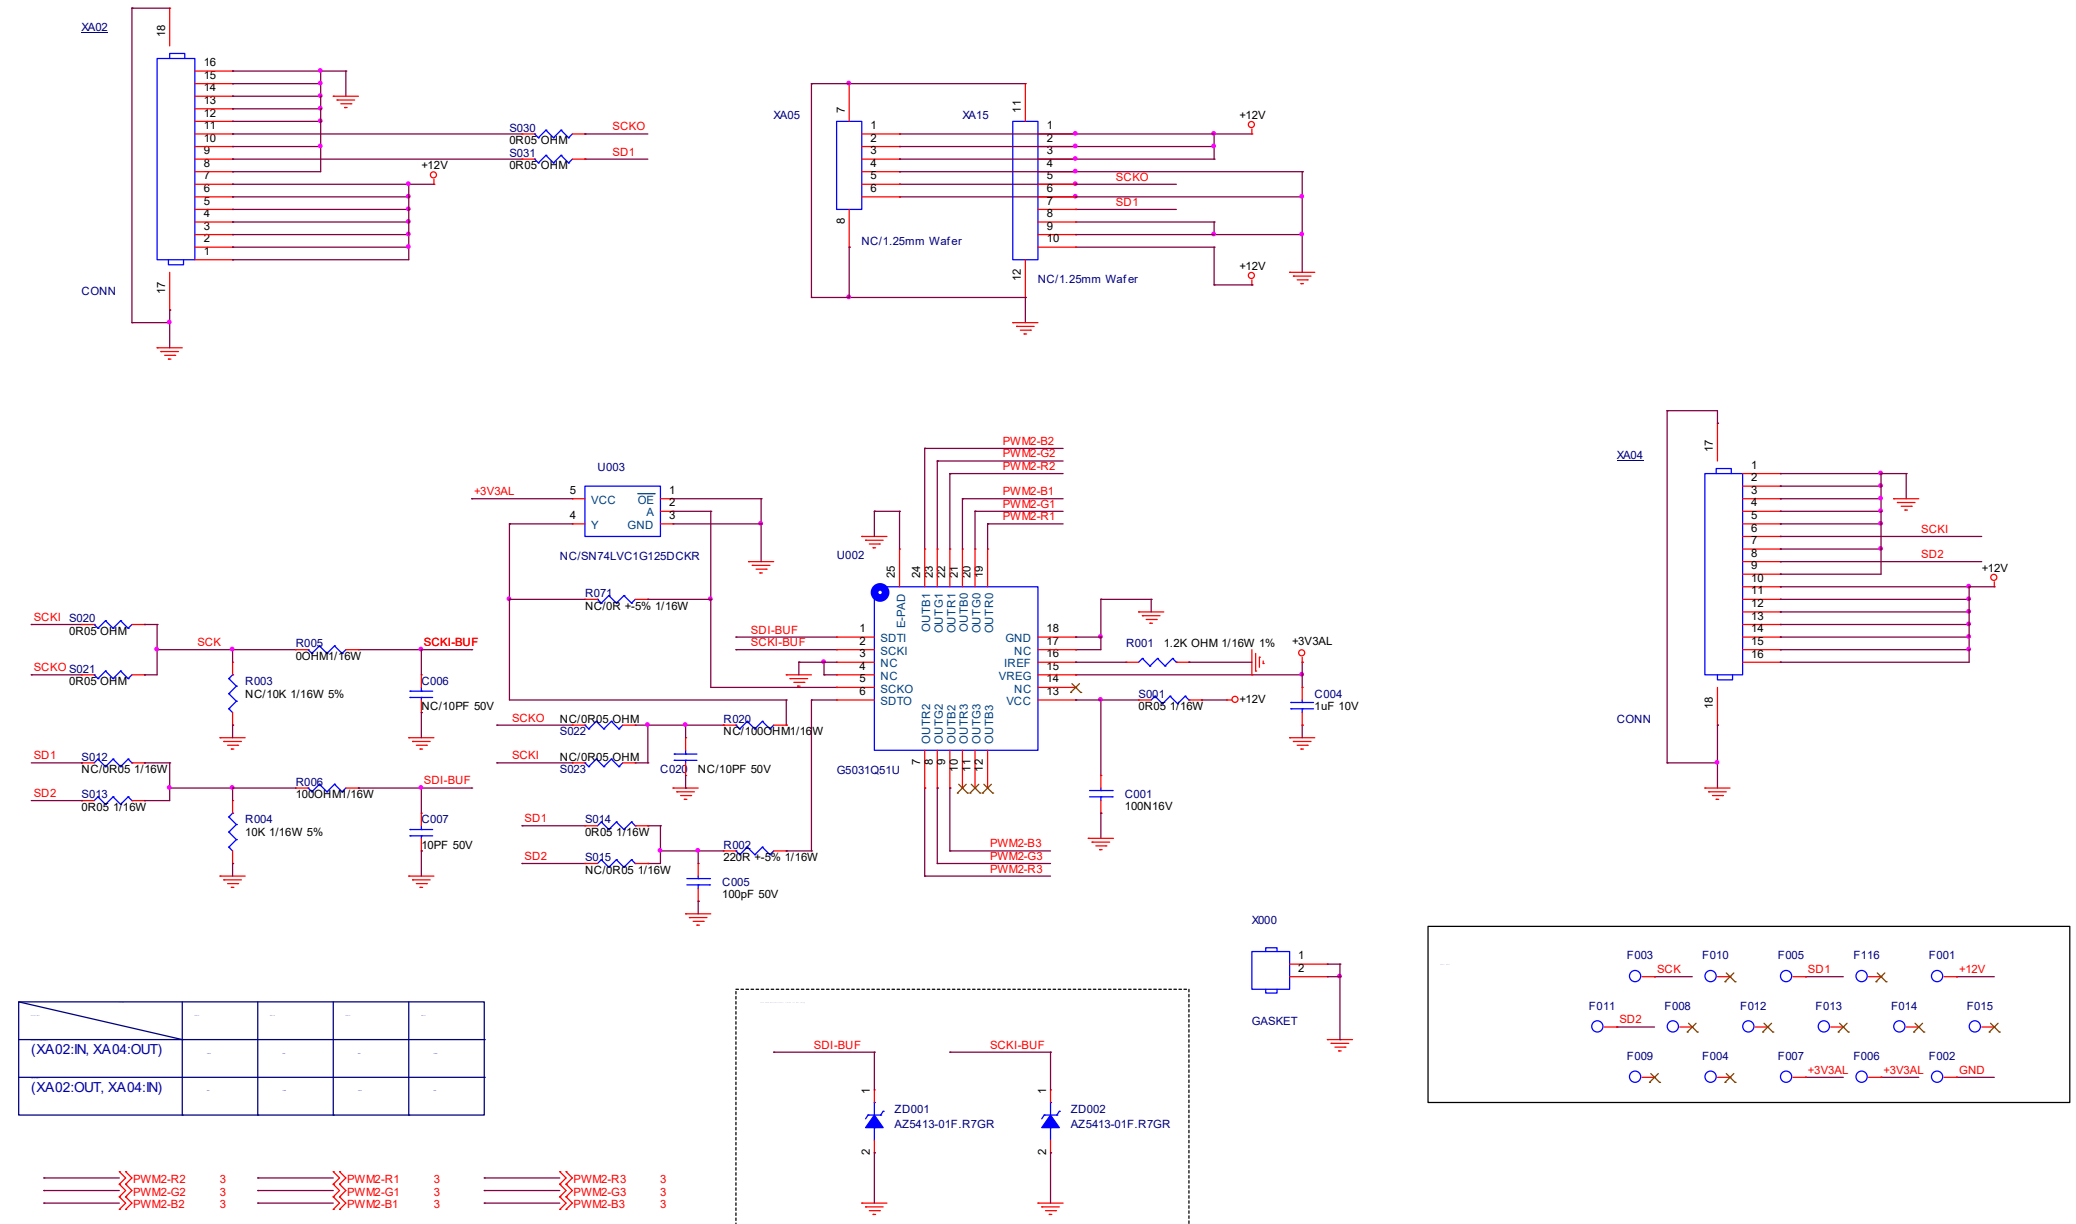 XA02
18
16
15
14
13
12
11
10
9
8
7
6
5
4
3
2
1
17
CONN
S030
0R05 OHM
SCKO
S031
0R05 OHM
SD1
+12V
XA05
7
1
2
3
4
5
6
8
NC/1.25mm Wafer
XA15
11
1
2
3
4
5
6
7
8
9
10
12
SCKO
SD1
+12V
+12V
NC/1.25mm Wafer
U003
+3V3AL
5
4
VCC
Y
OE
A
GND
1
2
3
NC/SN74LVC1G125DCKR
R071
NC/0R +-5% 1/16W
PWM2-B2
PWM2-G2
PWM2-R2
PWM2-B1
PWM2-G1
PWM2-R1
U002
25
24
23
22
21
20
19
E-PAD
OUTB1
OUTG1
OUTR1
OUTB0
OUTG0
OUTR0
SDI-BUF
SCKI-BUF
1
2
3
4
5
6
SDTI
SCKI
NC
NC
SCKO
SDTO
GND
NC
IREF
VREG
NC
VCC
18
17
16
15
14
13
OUTR2
OUTG2
OUTB2
OUTR3
OUTG3
OUTB3
7
8
9
10
11
12
G5031Q51U
R001
1.2K OHM 1/16W 1%
+3V3AL
S001
0R05 1/16W
+12V
C004
1uF 10V
C001
100N16V
PWM2-B3
PWM2-G3
PWM2-R3
XA04
17
1
2
3
4
5
6
7
8
9
10
11
12
13
14
15
16
18
CONN
SCKI
SD2
+12V
SCKI
S020
0R05 OHM
SCKO
S021
0R05 OHM
SCK
R005
0OHM1/16W
SCKI-BUF
R003
NC/10K 1/16W 5%
C006
NC/10PF 50V
SD1
S012
NC/0R05 1/16W
SD2
S013
0R05 1/16W
R006
100OHM1/16W
SDI-BUF
R004
10K 1/16W 5%
C007
10PF 50V
SCKO
NC/0R05 OHM
S022
SCKI
NC/0R05 OHM
S023
R020
NC/100OHM1/16W
C020
NC/10PF 50V
SD1
S014
0R05 1/16W
SD2
S015
NC/0R05 1/16W
R002
220R +-5% 1/16W
C005
100pF 50V
X000
1
2
GASKET
F003
SCK
F010
F005
SD1
F116
F001
+12V
F011
SD2
F008
F012
F013
F014
F015
F009
F004
F007
+3V3AL
F006
+3V3AL
F002
GND
(XA02:IN, XA04:OUT)
(XA02:OUT, XA04:IN)
SDI-BUF
1
ZD001
AZ5413-01F.R7GR
2
SCKI-BUF
1
ZD002
AZ5413-01F.R7GR
2
PWM2-R2 3
PWM2-G2 3
PWM2-B2 3
PWM2-R1 3
PWM2-G1 3
PWM2-B1 3
PWM2-R3 3
PWM2-G3 3
PWM2-B3 3